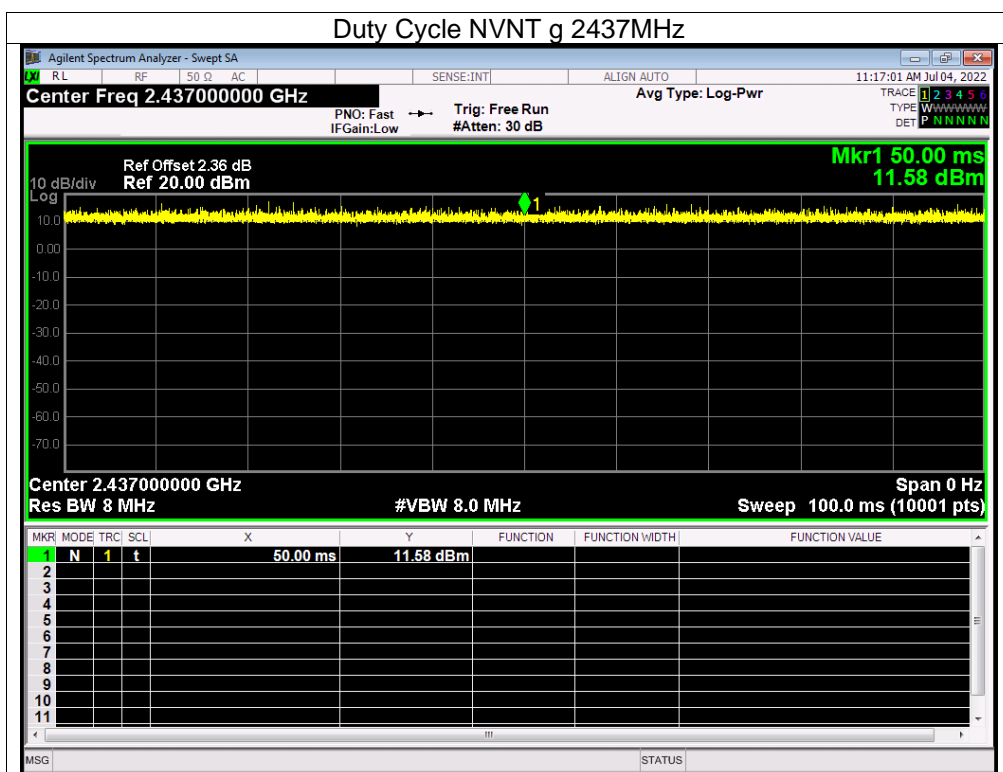 Duty Cycle NVNT g 2437MHz
Agilent Spectrum Analyzer - Swept SA
LXI RL RF 50 Ω AC SENSE:INT ALIGN AUTO 11:17:01 AM Jul 04, 2022
Center Freq 2.437000000 GHz Avg Type: Log-Pwr TRACE 1 2 3 4 5 6
PNO: Fast Trig: Free Run TYPE WWWWWW
IFGain:Low #Atten: 30 dB DET P N N N N N
Mkr1 50.00 ms
Ref Offset 2.36 dB
10 dB/div Ref 20.00 dBm 11.58 dBm
Log
1
10.0
0.00
-10.0
-20.0
-30.0
-40.0
-50.0
-60.0
-70.0
Center 2.437000000 GHz Span 0 Hz
Res BW 8 MHz #VBW 8.0 MHz Sweep 100.0 ms (10001 pts)
MKR MODE TRC SCL X Y FUNCTION FUNCTION WIDTH FUNCTION VALUE
1 N 1 t 50.00 ms 11.58 dBm
2
3
4
5
6
7
8
9
10
11
MSG STATUS